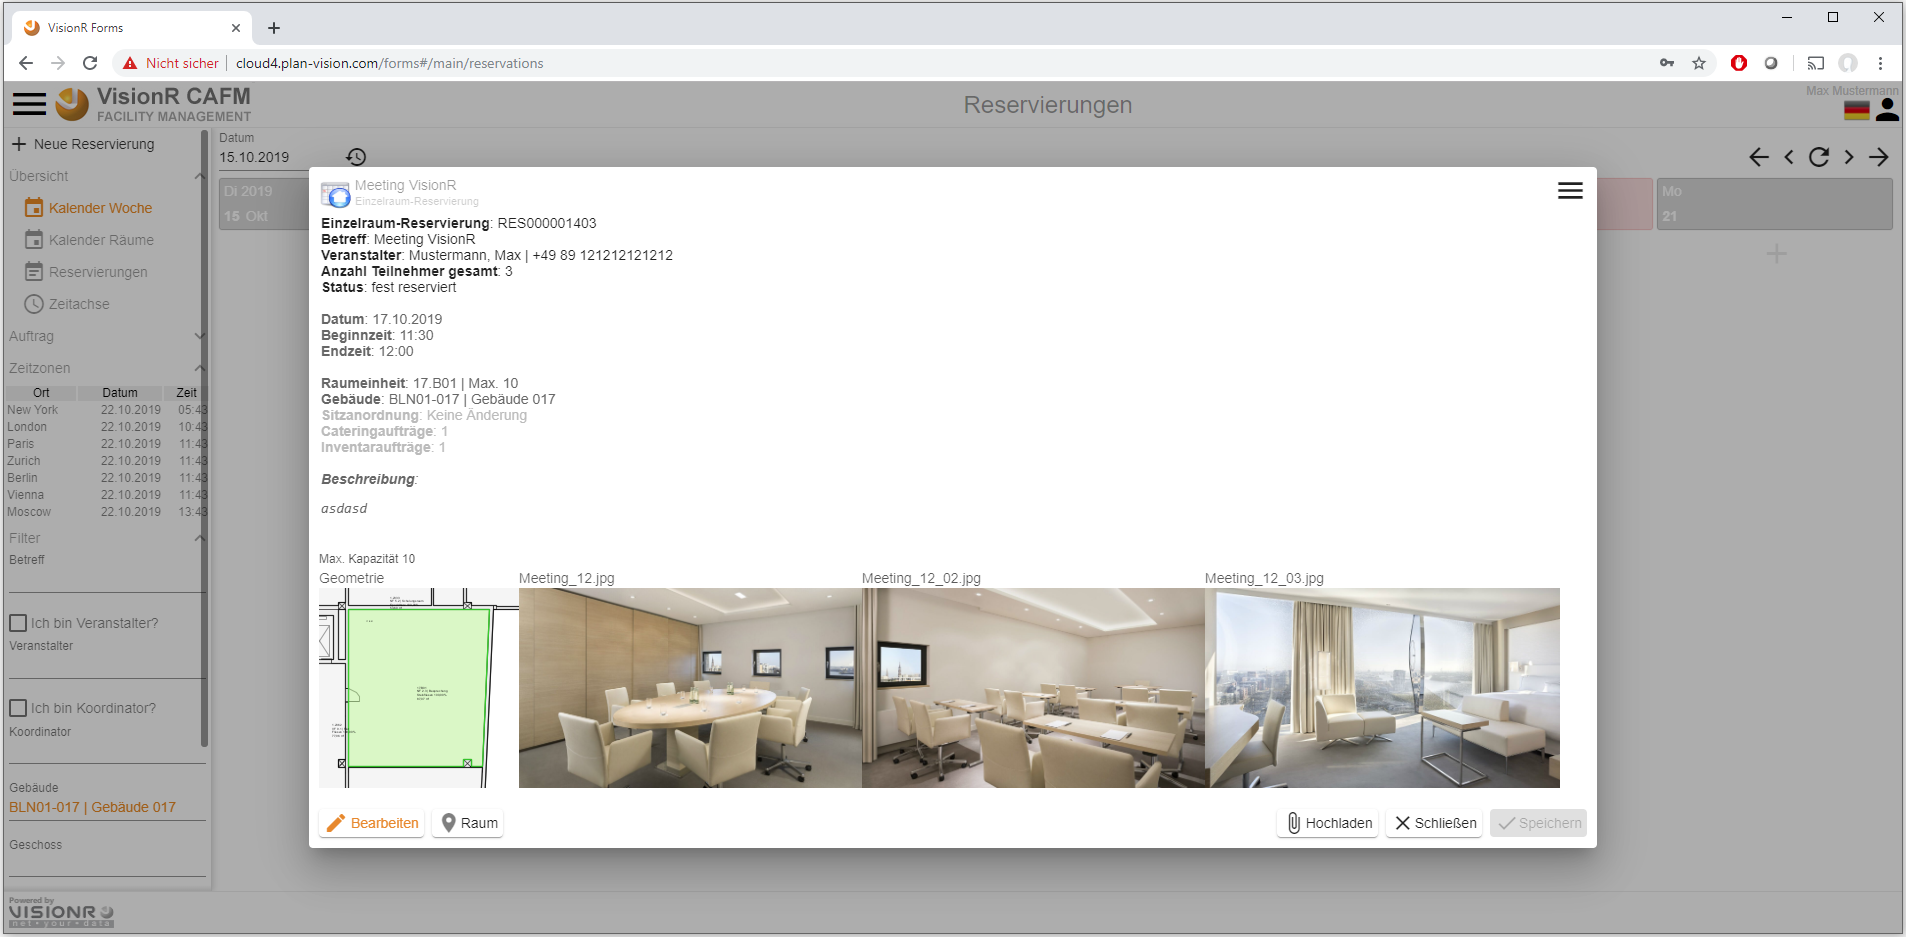 VisionR Forms
Nicht sicher
cloud4.plan-vision.com/forms#/main/reservations
VisionR CAFM
FACILITY MANAGEMENT
Reservierungen
Max Mustermann
Neue Reservierung
Übersicht
Kalender Woche
Kalender Räume
Reservierungen
Zeitachse
Auftrag
Zeitzonen
Ort Datum Zeit
New York 22.10.2019 05:43
London 22.10.2019 10:43
Paris 22.10.2019 11:43
Zurich 22.10.2019 11:43
Berlin 22.10.2019 11:43
Vienna 22.10.2019 11:43
Moscow 22.10.2019 13:43
Filter
Betreff
Ich bin Veranstalter?
Veranstalter
Ich bin Koordinator?
Koordinator
Gebäude
BLN01-017 | Gebäude 017
Geschoss
Powered by
VISIONR
net•your•data
Datum
15.10.2019
Di 2019
15 Okt
Mo
21
Meeting VisionR
Einzelraum-Reservierung
Einzelraum-Reservierung: RES000001403
Betreff: Meeting VisionR
Veranstalter: Mustermann, Max | +49 89 121212121212
Anzahl Teilnehmer gesamt: 3
Status: fest reserviert
Datum: 17.10.2019
Beginnzeit: 11:30
Endzeit: 12:00
Raumeinheit: 17.B01 | Max. 10
Gebäude: BLN01-017 | Gebäude 017
Sitzanordnung: Keine Änderung
Cateringaufträge: 1
Inventaraufträge: 1
Beschreibung:
asdasd
Max. Kapazität 10
Geometrie
Meeting_12.jpg
Meeting_12_02.jpg
Meeting_12_03.jpg
Bearbeiten
Raum
Hochladen
Schließen
Speichern